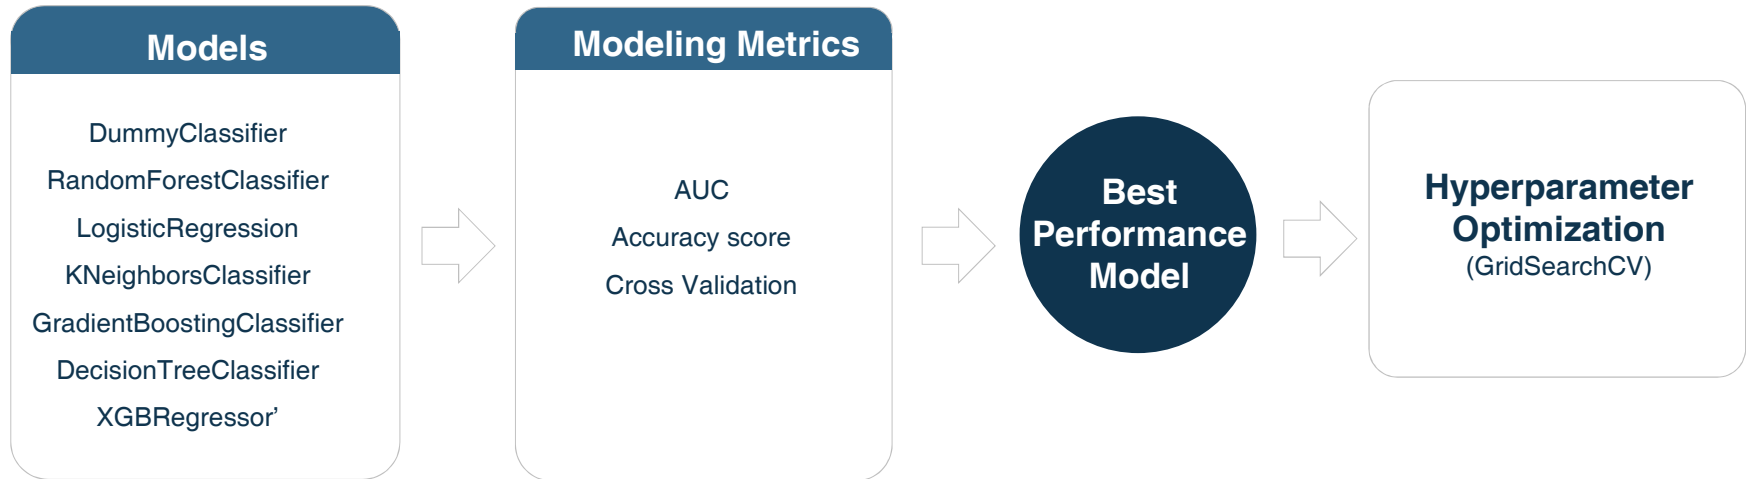 Models
DummyClassifier
RandomForestClassifier
LogisticRegression
KNeighborsClassifier
GradientBoostingClassifier
DecisionTreeClassifier
XGBRegressor’
Modeling Metrics
AUC
Accuracy score
Cross Validation
Best
Performance
Model
Hyperparameter
Optimization
(GridSearchCV)